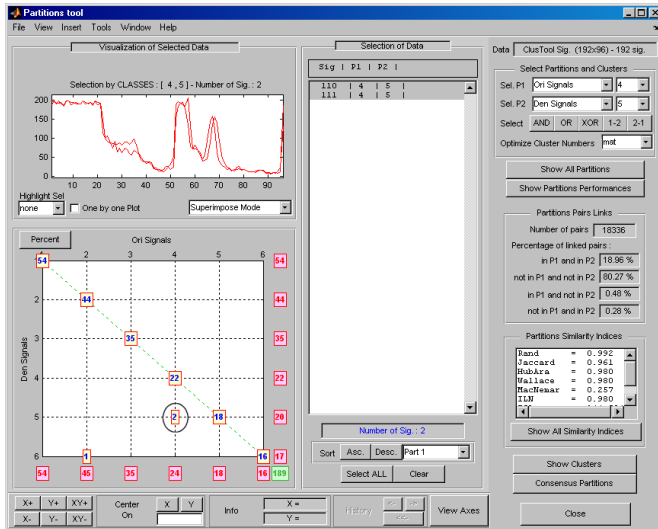 Partitions tool
File View Insert Tools Window Help
Visualization of Selected Data
Selection by CLASSES : [ 4 , 5 ] - Number of Sig. : 2
200
150
100
50
0
10 20 30 40 50 60 70 80 90
Highlight Sel
none
One by one Plot
Superimpose Mode
Percent
Ori Signals
1 2 3 4 5 6
54 54
2 44 44
3 35 35
4 22 22
Den Signals
5 2 18 20
6 1 16 17
54 45 35 24 18 16 189
Selection of Data
Sig | P1 | P2 |
110 | 4 | 5 |
111 | 4 | 5 |
Number of Sig. : 2
Sort Asc. Desc. Part 1
Select ALL Clear
Data ClusTool Sig. (192x96) - 192 sig.
Select Partitions and Clusters
Sel. P1 Ori Signals 4
Sel. P2 Den Signals 5
Select AND OR XOR 1-2 2-1
Optimize Cluster Numbers mat
Show All Partitions
Show Partitions Performances
Partitions Pairs Links
Number of pairs 18336
Percentage of linked pairs :
in P1 and in P2 18.96 %
not in P1 and not in P2 80.27 %
in P1 and not in P2 0.48 %
not in P1 and in P2 0.28 %
Partitions Similarity Indices
Rand = 0.992
Jaccard = 0.961
HubAra = 0.980
Wallace = 0.980
MacNemar = 0.257
ILN = 0.980
Show All Similarity Indices
Show Clusters
Consensus Partitions
Close
X+ Y+ XY+
X- Y- XY-
Center
On
X Y
Info
X =
Y =
History
<- ->
<<-
View Axes